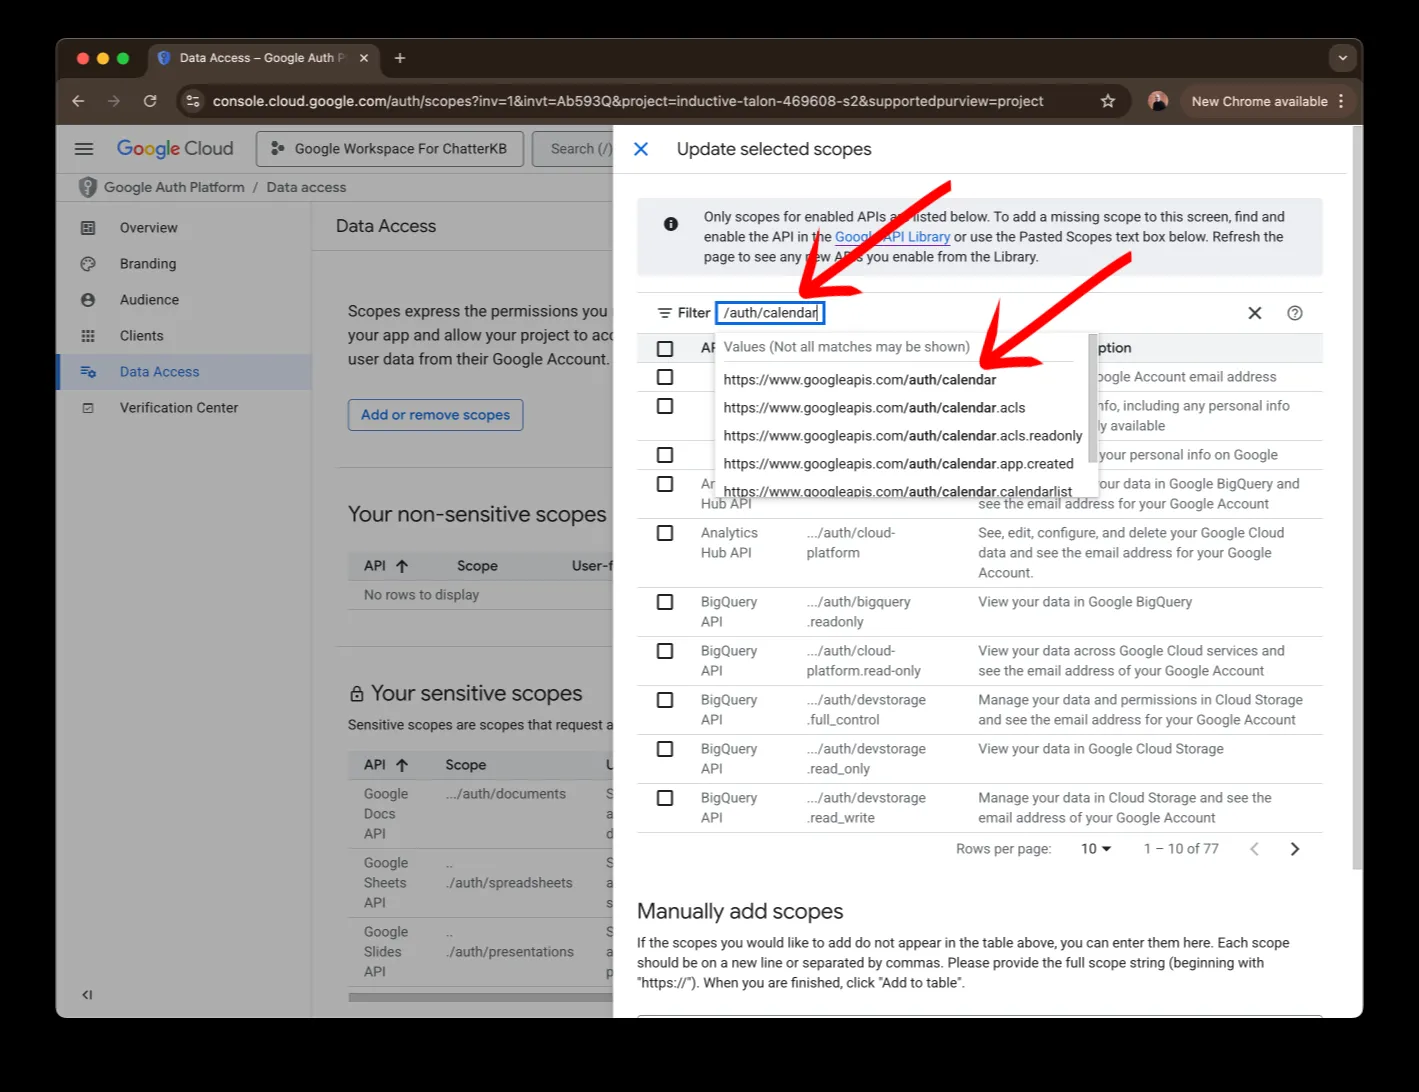 Data Access – Google Auth P
console.cloud.google.com/auth/scopes?inv=1&invt=Ab593Q&project=inductive-talon-469608-s2&supportedpurview=project
New Chrome available
Google Cloud
Google Workspace For ChatterKB
Search (/)
Google Auth Platform / Data access
Overview
Branding
Audience
Clients
Data Access
Verification Center
Data Access
Scopes express the permissions you
your app and allow your project to acc
user data from their Google Account.
Add or remove scopes
Your non-sensitive scopes
API Scope User-f
No rows to display
Your sensitive scopes
Sensitive scopes are scopes that request a
API Scope U
Google Docs API .../auth/documents S
a
d
Google Sheets API ..
./auth/spreadsheets S
a
s
Google Slides API ..
./auth/presentations S
a
p
Update selected scopes
Only scopes for enabled APIs are listed below. To add a missing scope to this screen, find and
enable the API in the Google API Library or use the Pasted Scopes text box below. Refresh the
page to see any new APIs you enable from the Library.
Filter /auth/calendar
AP ption
Values (Not all matches may be shown)
https://www.googleapis.com/auth/calendar
https://www.googleapis.com/auth/calendar.acls
https://www.googleapis.com/auth/calendar.acls.readonly
https://www.googleapis.com/auth/calendar.app.created
https://www.googleapis.com/auth/calendar.calendarlist
oogle Account email address
nfo, including any personal info
ly available
your personal info on Google
An
Hub API
our data in Google BigQuery and
see the email address for your Google Account
Analytics
Hub API
.../auth/cloud-
platform
See, edit, configure, and delete your Google Cloud
data and see the email address for your Google
Account.
BigQuery
API
.../auth/bigquery
.readonly
View your data in Google BigQuery
BigQuery
API
.../auth/cloud-
platform.read-only
View your data across Google Cloud services and
see the email address of your Google Account
BigQuery
API
.../auth/devstorage
.full_control
Manage your data and permissions in Cloud Storage
and see the email address for your Google Account
BigQuery
API
.../auth/devstorage
.read_only
View your data in Google Cloud Storage
BigQuery
API
.../auth/devstorage
.read_write
Manage your data in Cloud Storage and see the
email address of your Google Account
Rows per page: 10 1 – 10 of 77
Manually add scopes
If the scopes you would like to add do not appear in the table above, you can enter them here. Each scope
should be on a new line or separated by commas. Please provide the full scope string (beginning with
"https://"). When you are finished, click "Add to table".